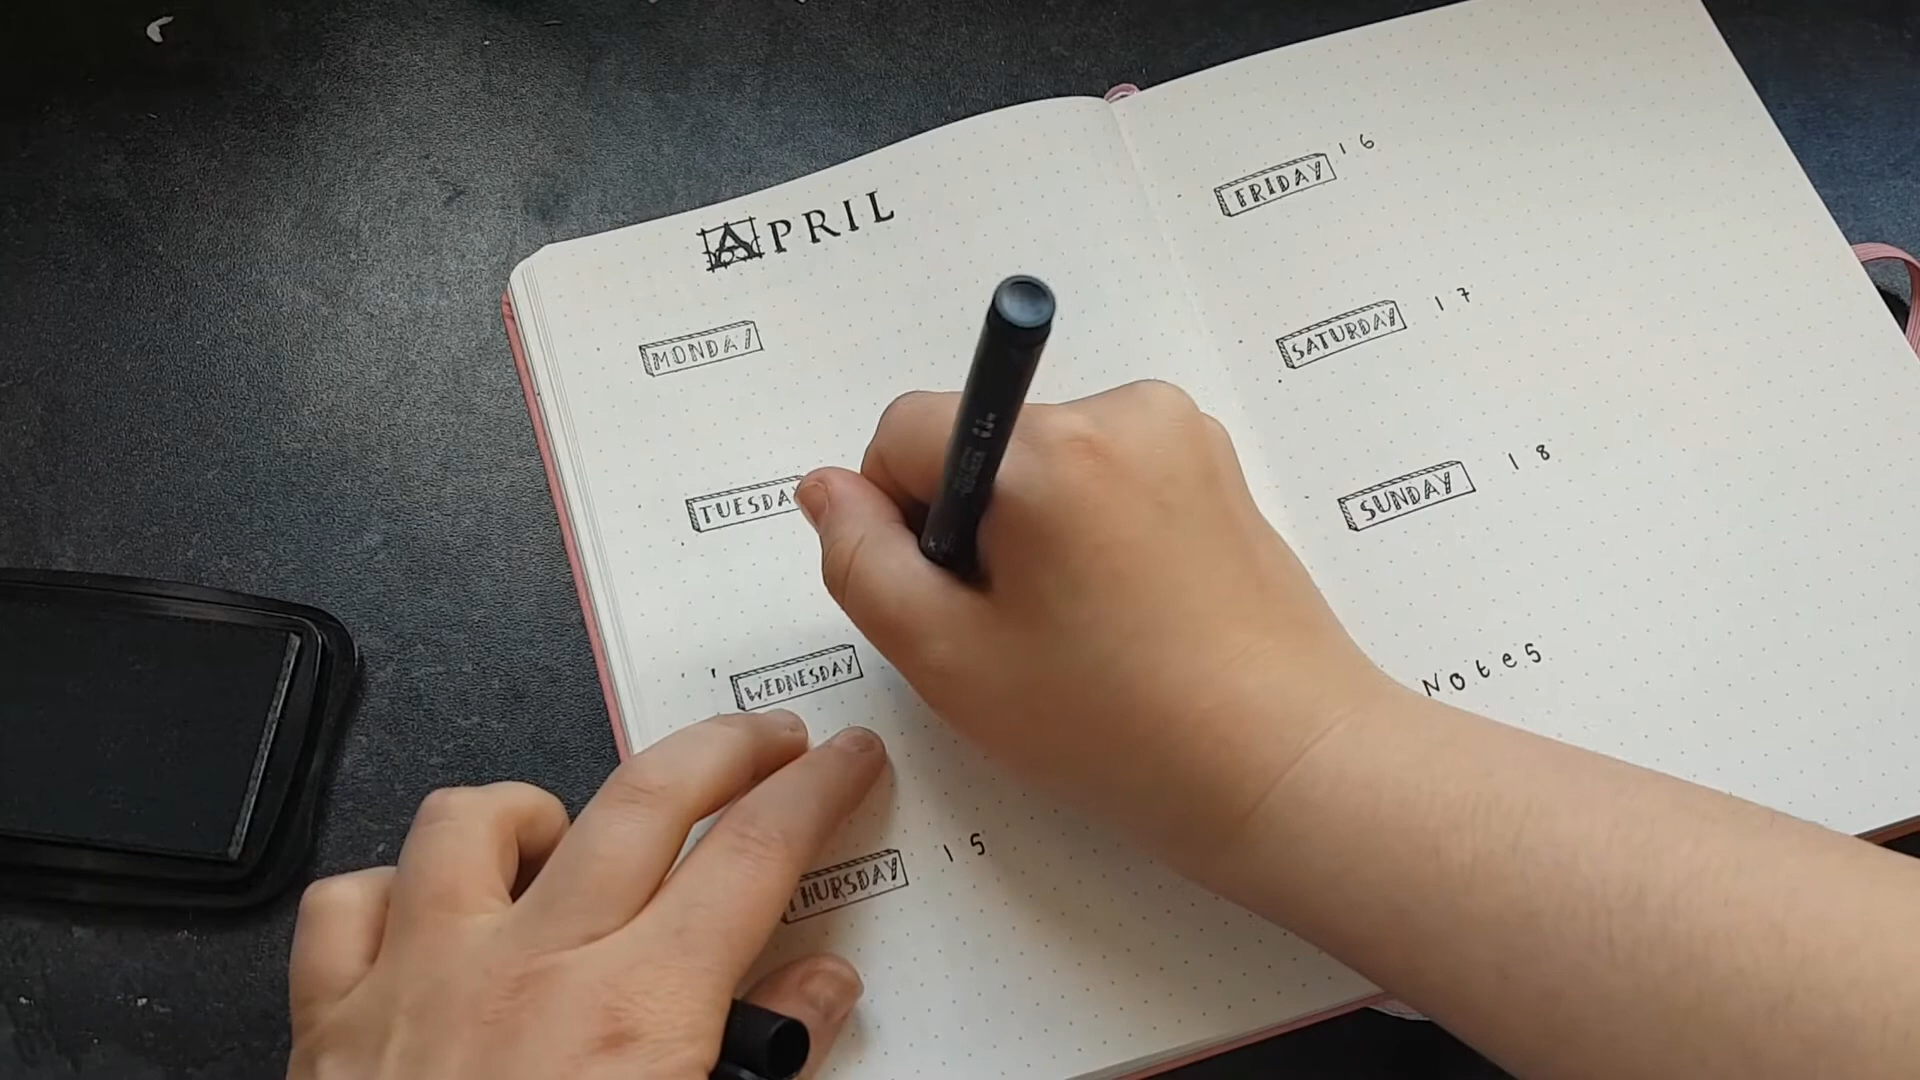 APRIL
MONDAY
TUESDAY
WEDNESDAY
THURSDAY 15
FRIDAY 16
SATURDAY 17
SUNDAY 18
Notes